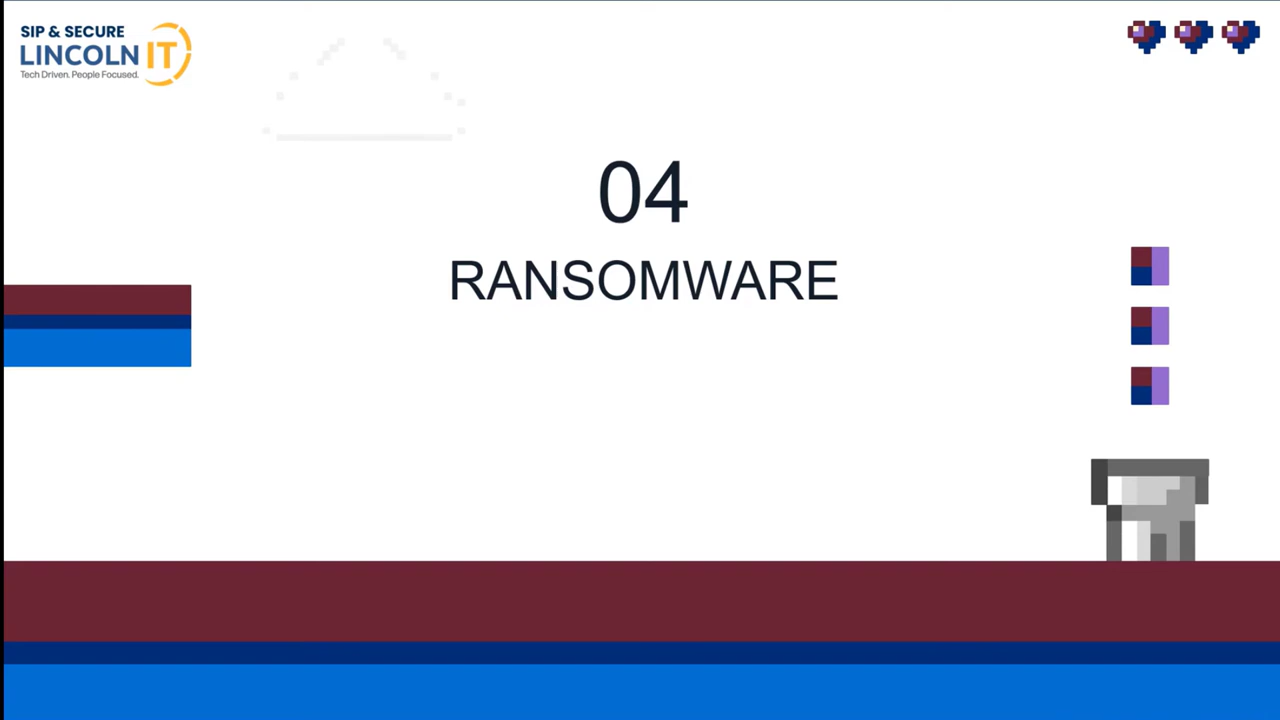 SIP & SECURE
LINCOLN IT
Tech Driven. People Focused.
04
RANSOMWARE